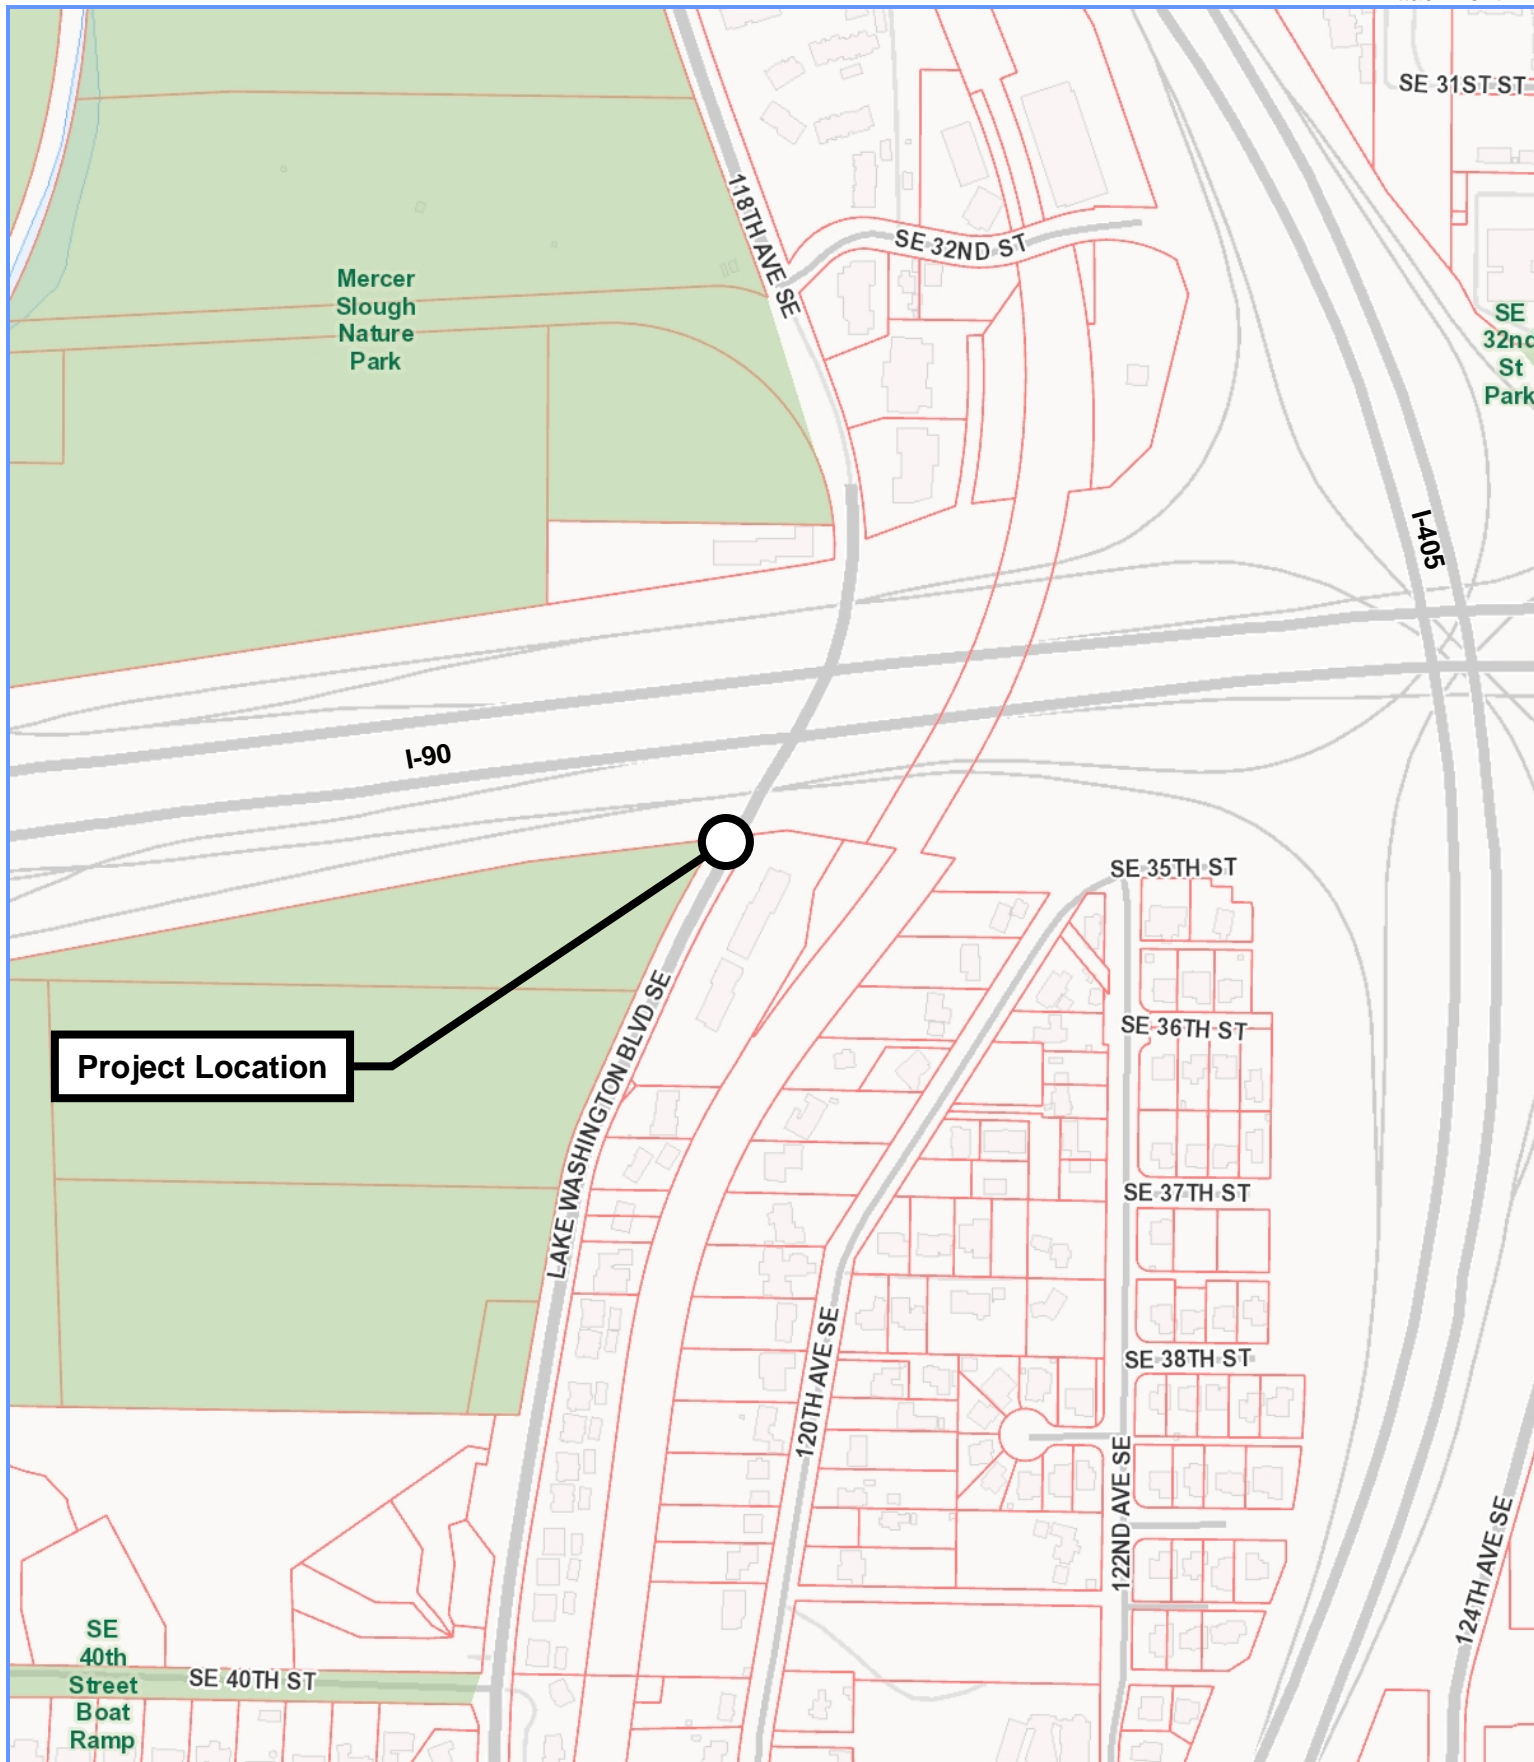 SE 31ST ST
118TH AVE SE
SE 32ND ST
Mercer
Slough
Nature
Park
SE
32nd
St
Park
I-405
I-90
SE 35TH ST
Project Location
LAKE WASHINGTON BLVD SE
SE 36TH ST
SE 37TH ST
120TH AVE SE
SE 38TH ST
122ND AVE SE
124TH AVE SE
SE
40th
Street
Boat
Ramp
SE 40TH ST